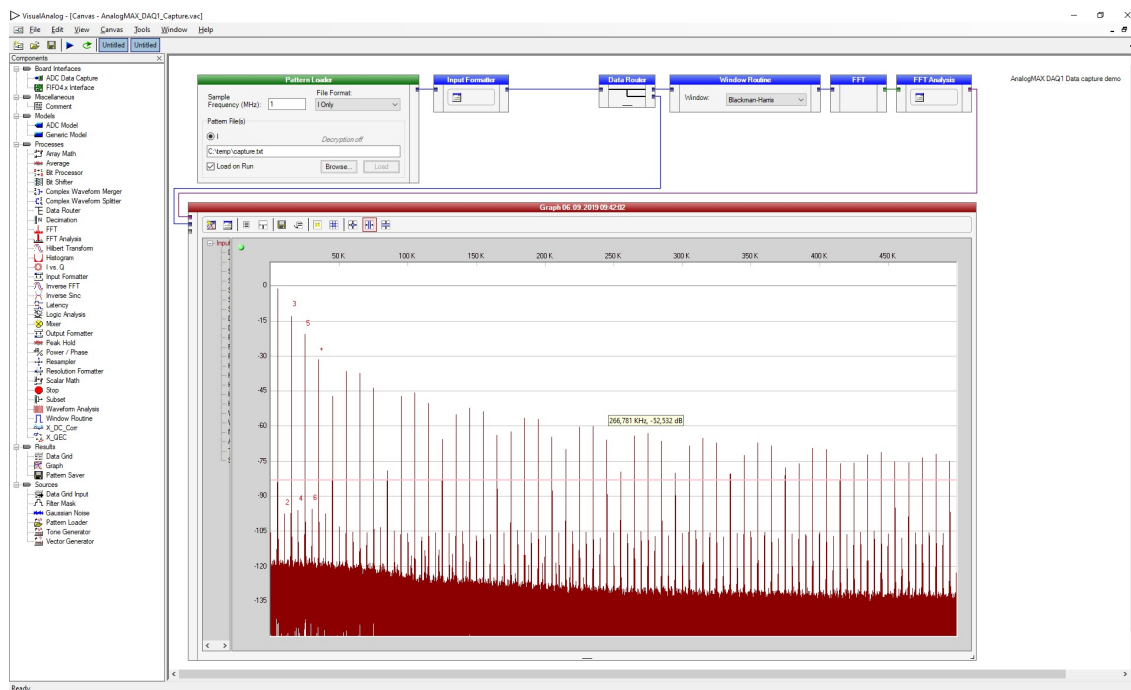 VisualAnalog - [Canvas - AnalogMAX_DAQ1_Capture.vac]
File Edit View Canvas Tools Window Help
Untitled Untitled
Components
Board Interfaces
ADC Data Capture
FIFO4.x Interface
Miscellaneous
Comment
Models
ADC Model
Generic Model
Processes
Array Math
Average
Bit Processor
Bit Shifter
Complex Waveform Merger
Complex Waveform Splitter
Data Router
Decimation
FFT
FFT Analysis
Hilbert Transform
Histogram
I vs. Q
Input Formatter
Inverse FFT
Inverse Sinc
Latency
Logic Analysis
Mixer
Output Formatter
Peak Hold
Power / Phase
Resampler
Resolution Formatter
Scalar Math
Stop
Subset
Waveform Analysis
Window Routine
X_DC_Corr
X_QEC
Results
Data Grid
Graph
Pattern Saver
Sources
Data Grid Input
Filter Mask
Gaussian Noise
Pattern Loader
Tone Generator
Vector Generator
Pattern Loader
Sample
Frequency (MHz): 1
File Format:
I Only
Pattern File(s)
I
Decryption off
C:\temp\capture.txt
Load on Run
Browse...
Load
Input Formatter
Data Router
Window Routine
Window: Blackman-Harris
FFT
FFT Analysis
AnalogMAX DAQ1 Data capture demo
Graph 06.09.2019 09:42:02
Input
50 K 100 K 150 K 200 K 250 K 300 K 350 K 400 K 450 K
0
-15
-30
-45
-60
-75
-90
-105
-120
-135
3
5
+
2 4 6
266,781 KHz, -52,532 dB
Ready